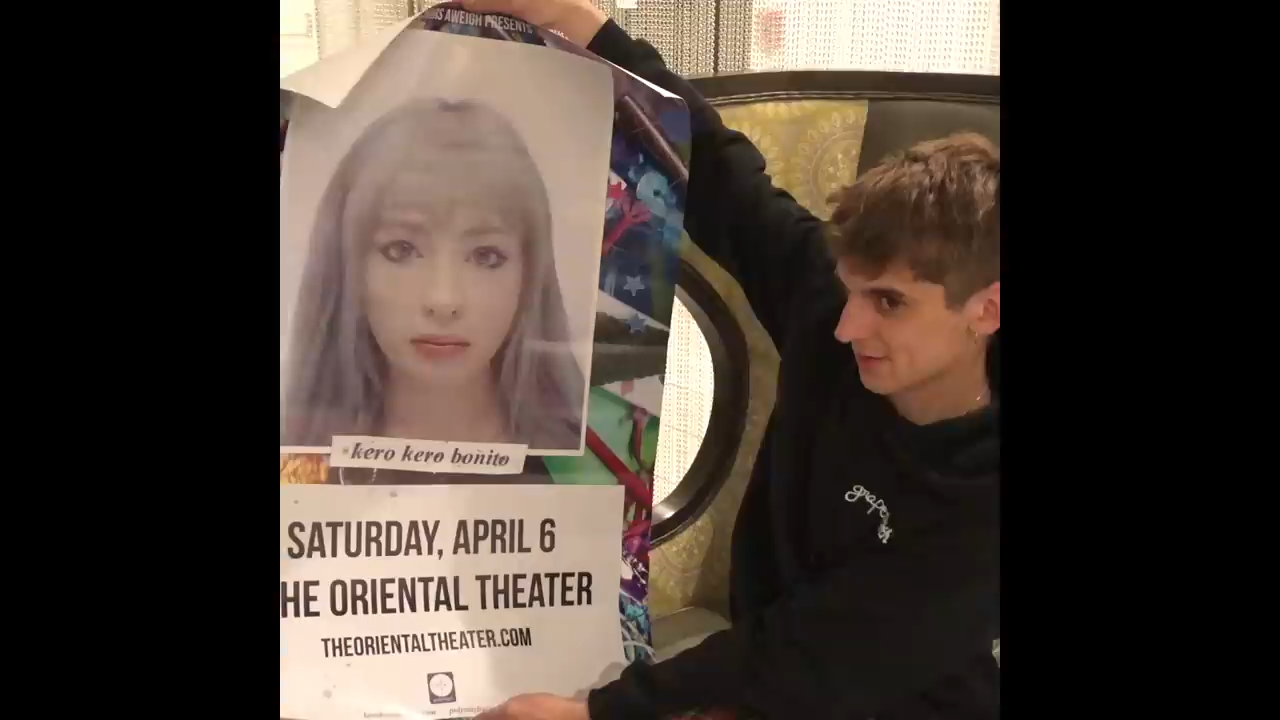 AWEIGH PRESENTS
kero kero bonito
SATURDAY, APRIL 6
HE ORIENTAL THEATER
THEORIENTALTHEATER.COM